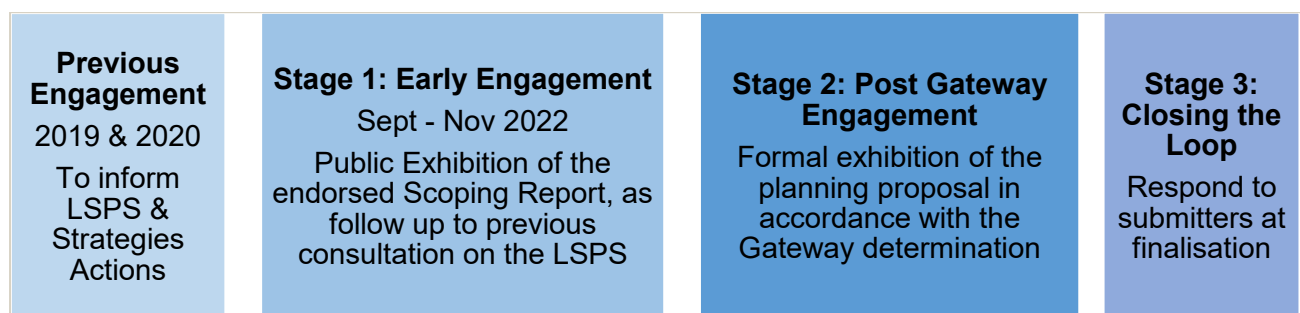 Previous
Engagement
2019 & 2020
To inform
LSPS &
Strategies
Actions
Stage 1: Early Engagement
Sept - Nov 2022
Public Exhibition of the
endorsed Scoping Report, as
follow up to previous
consultation on the LSPS
Stage 2: Post Gateway
Engagement
Formal exhibition of the
planning proposal in
accordance with the
Gateway determination
Stage 3:
Closing the
Loop
Respond to
submitters at
finalisation